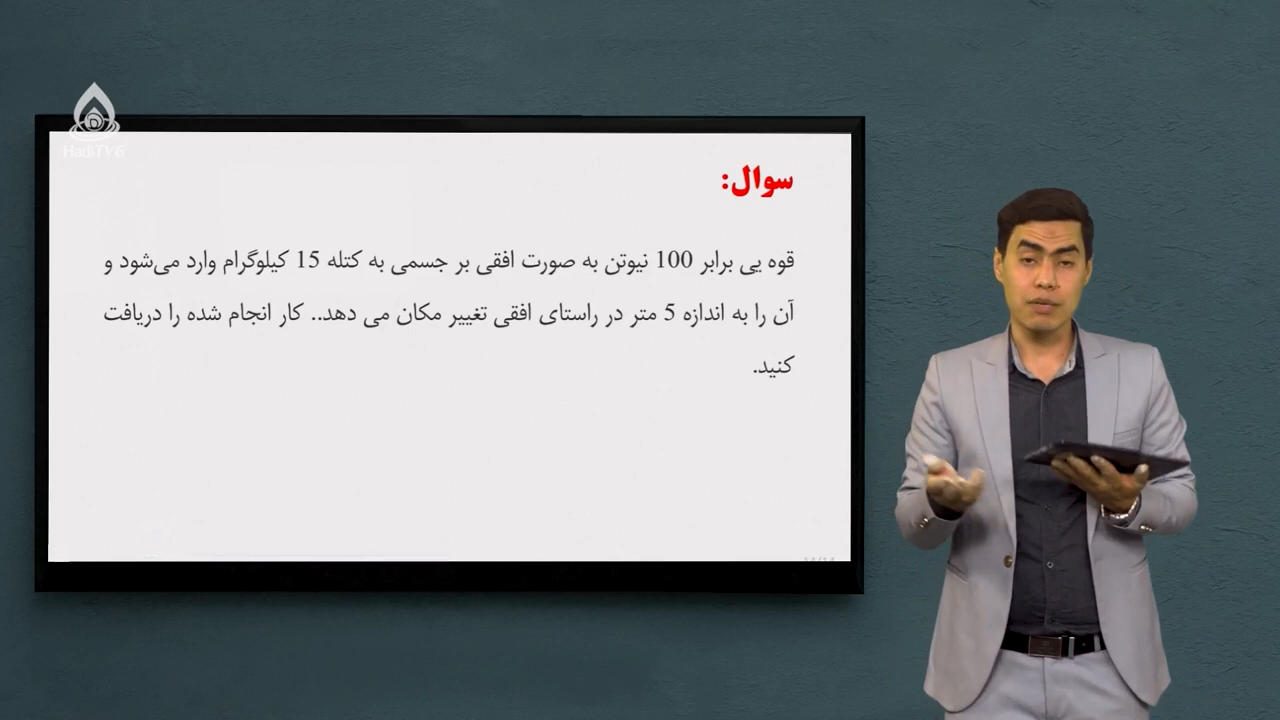 HadiTV6
سوال:
قوه یی برابر 100 نیوتن به صورت افقی بر جسمی به کتله 15 کیلوگرام وارد می‌شود و
آن را به اندازه 5 متر در راستای افقی تغییر مکان می دهد.. کار انجام شده را دریافت
کنید.